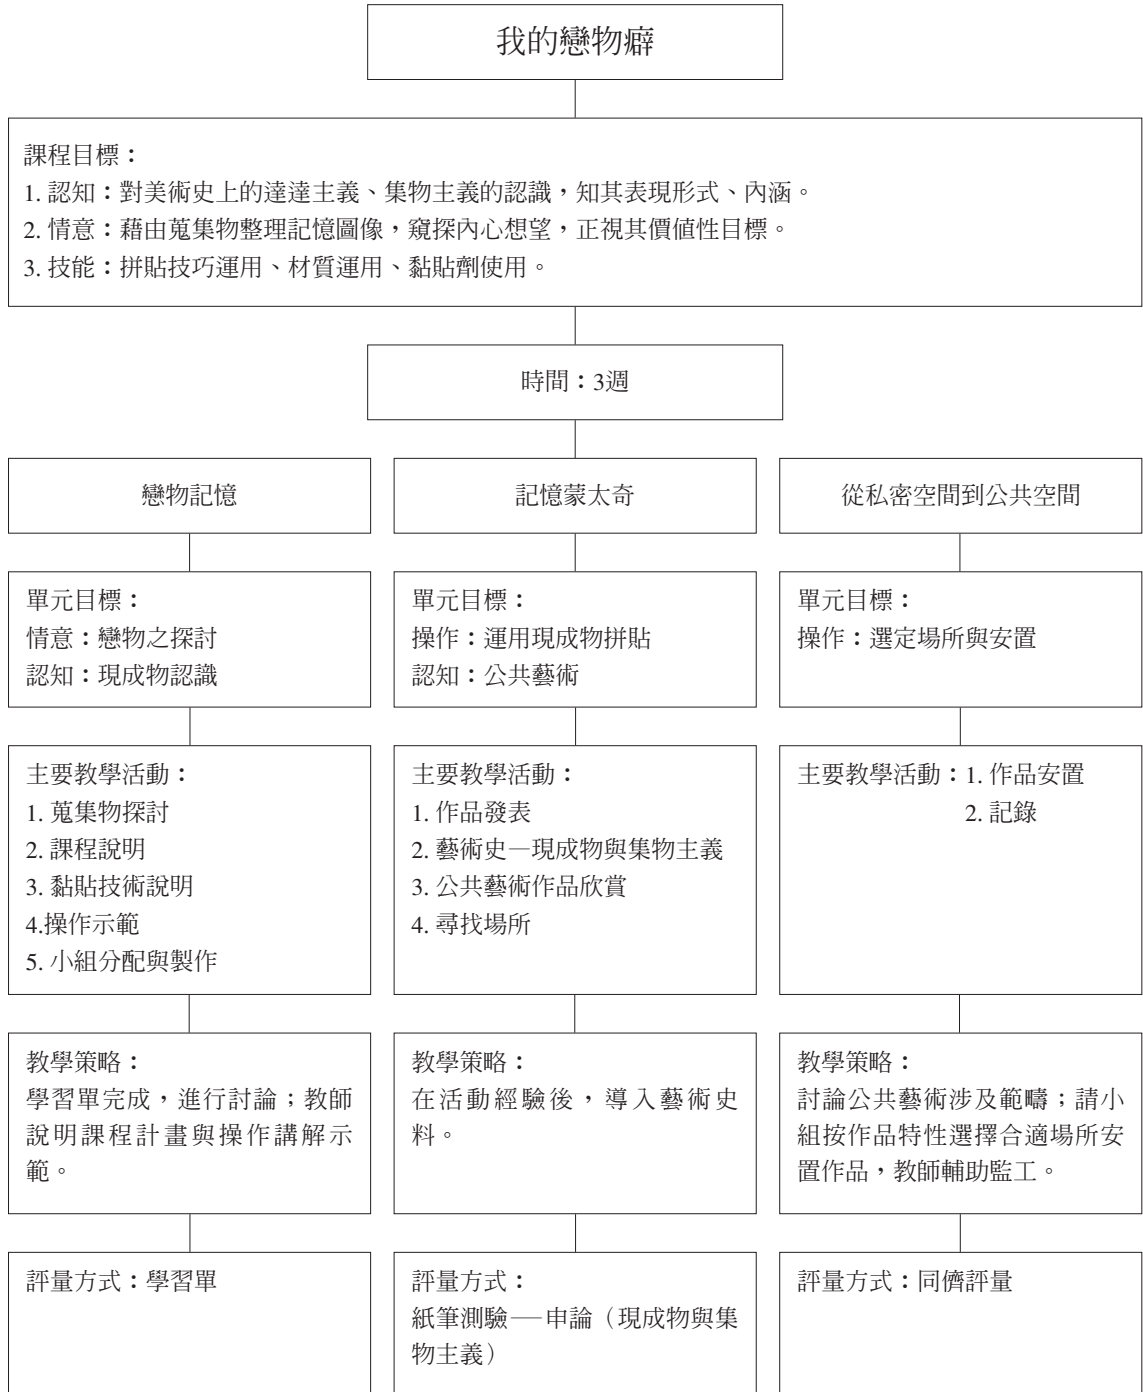 我的戀物癖
課程目標：
1. 認知：對美術史上的達達主義、集物主義的認識，知其表現形式、內涵。
2. 情意：藉由蒐集物整理記憶圖像，窺探內心想望，正視其價值性目標。
3. 技能：拼貼技巧運用、材質運用、黏貼劑使用。
時間：3週
戀物記憶
單元目標：
情意：戀物之探討
認知：現成物認識
主要教學活動：
1. 蒐集物探討
2. 課程說明
3. 黏貼技術說明
4.操作示範
5. 小組分配與製作
教學策略：
學習單完成，進行討論；教師
說明課程計畫與操作講解示
範。
評量方式：學習單
記憶蒙太奇
單元目標：
操作：運用現成物拼貼
認知：公共藝術
主要教學活動：
1. 作品發表
2. 藝術史—現成物與集物主義
3. 公共藝術作品欣賞
4. 尋找場所
教學策略：
在活動經驗後，導入藝術史
料。
評量方式：
紙筆測驗──申論（現成物與集
物主義）
從私密空間到公共空間
單元目標：
操作：選定場所與安置
主要教學活動：1. 作品安置
2. 記錄
教學策略：
討論公共藝術涉及範疇；請小
組按作品特性選擇合適場所安
置作品，教師輔助監工。
評量方式：同儕評量